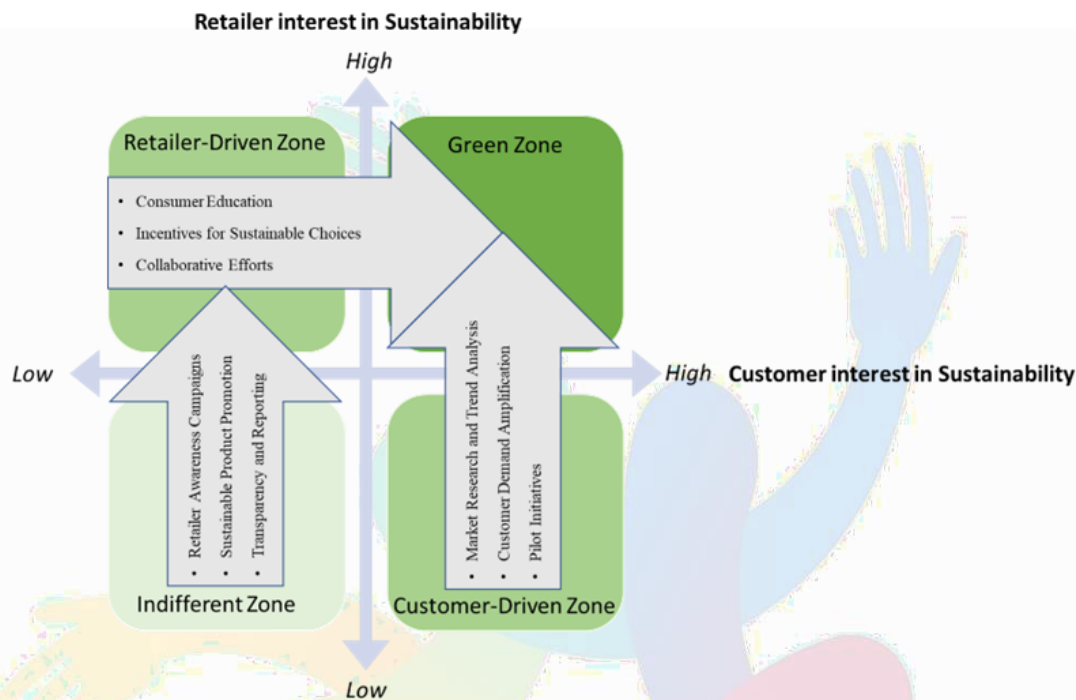 Retailer interest in Sustainability
High
Retailer-Driven Zone
Green Zone
• Consumer Education
• Incentives for Sustainable Choices
• Collaborative Efforts
Low
High
Customer interest in Sustainability
• Retailer Awareness Campaigns
• Sustainable Product Promotion
• Transparency and Reporting
• Market Research and Trend Analysis
• Customer Demand Amplification
• Pilot Initiatives
Indifferent Zone
Customer-Driven Zone
Low